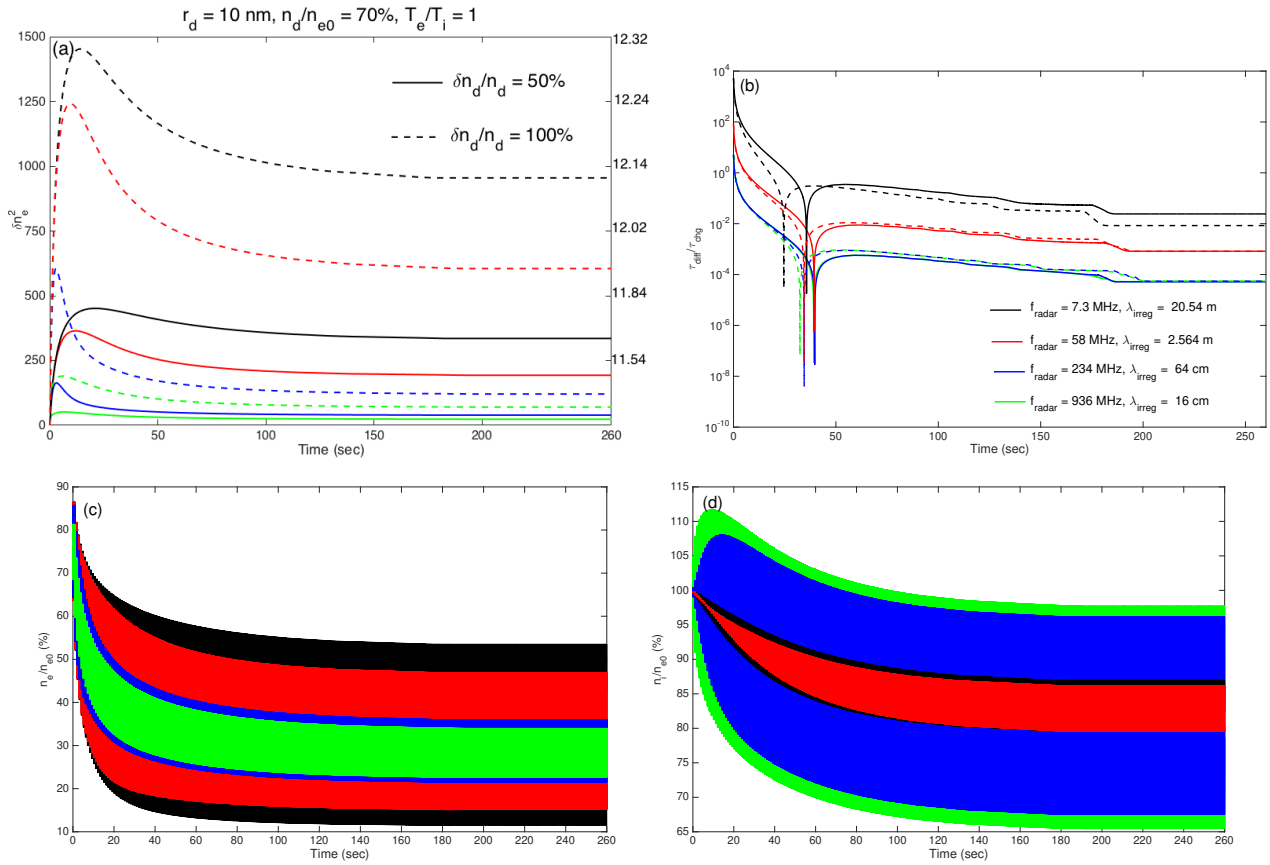 r_d = 10 nm, n_d/n_e0 = 70%, T_e/T_i = 1
(a)
1500
1250
1000
750
500
250
0
δn_e^2
12.32
12.24
12.14
12.02
11.84
11.54
δn_d/n_d = 50%
δn_d/n_d = 100%
0 50 100 150 200 260
Time (sec)
(b)
10^4
10^2
10^0
10^-2
10^-4
10^-6
10^-8
10^-10
τ_diff/τ_chg
f_radar = 7.3 MHz, λ_irreg = 20.54 m
f_radar = 58 MHz, λ_irreg = 2.564 m
f_radar = 234 MHz, λ_irreg = 64 cm
f_radar = 936 MHz, λ_irreg = 16 cm
0 50 100 150 200 250
Time (sec)
(c)
90
80
70
60
50
40
30
20
10
n_e/n_e0 (%)
0 20 40 60 80 100 120 140 160 180 200 220 240 260
Time (sec)
(d)
115
110
105
100
95
90
85
80
75
70
65
n_i/n_e0 (%)
0 20 40 60 80 100 120 140 160 180 200 220 240 260
Time (sec)